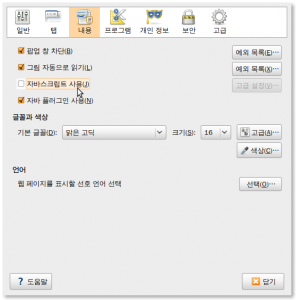 일반 탭 내용 프로그램 개인 정보 보안 고급
팝업 창 차단(B) 예외 목록(E)...
그림 자동으로 읽기(L) 예외 목록(X)...
자바스크립트 사용(J) 고급 설정(V)...
자바 플러그인 사용(N)
글꼴과 색상
기본 글꼴(D): 맑은 고딕 크기(S): 16 고급(A)...
색상(C)...
언어
웹 페이지를 표시할 선호 언어 선택 선택(O)...
? 도움말 닫기